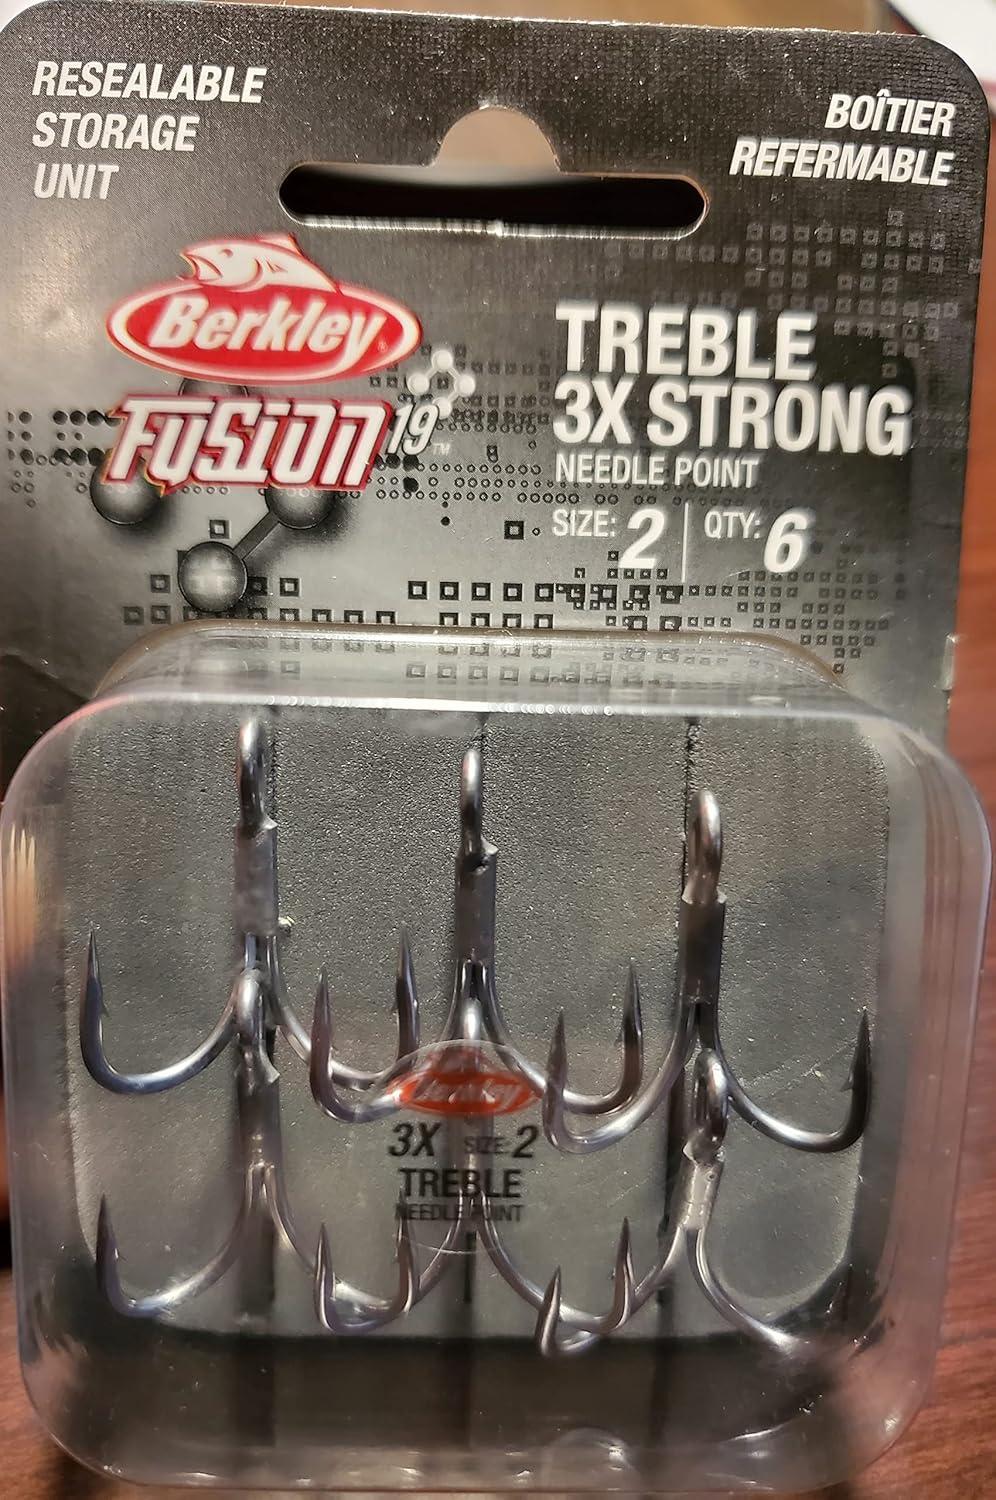 RESEALABLE
STORAGE
UNIT
BOÎTIER
REFERMABLE
Berkley
Fusion19™
TREBLE
3X STRONG
NEEDLE POINT
SIZE: 2 | QTY: 6
Berkley
3X SIZE: 2
TREBLE
NEEDLE POINT